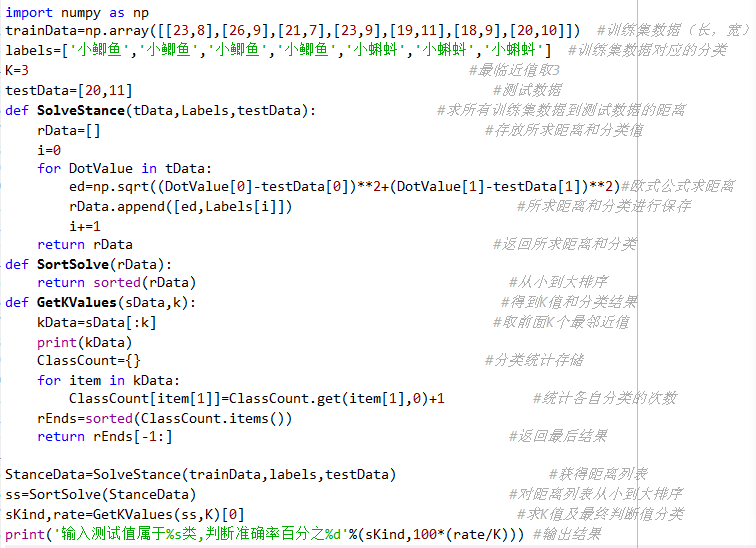 import numpy as np
trainData=np.array([[23,8],[26,9],[21,7],[23,9],[19,11],[18,9],[20,10]]) #训练集数据（长，宽）
labels=['小鲫鱼','小鲫鱼','小鲫鱼','小鲫鱼','小蝌蚪','小蝌蚪','小蝌蚪'] #训练集数据对应的分类
K=3 #最临近值取3
testData=[20,11] #测试数据
def SolveStance(tData,Labels,testData): #求所有训练集数据到测试数据的距离
    rData=[] #存放所求距离和分类值
    i=0
    for DotValue in tData:
        ed=np.sqrt((DotValue[0]-testData[0])**2+(DotValue[1]-testData[1])**2)#欧式公式求距离
        rData.append([ed,Labels[i]]) #所求距离和分类进行保存
        i+=1
    return rData #返回所求距离和分类
def SortSolve(rData):
    return sorted(rData) #从小到大排序
def GetKValues(sData,k): #得到K值和分类结果
    kData=sData[:k] #取前面K个最邻近值
    print(kData)
    ClassCount={} #分类统计存储
    for item in kData:
        ClassCount[item[1]]=ClassCount.get(item[1],0)+1 #统计各自分类的次数
    rEnds=sorted(ClassCount.items())
    return rEnds[-1:] #返回最后结果
StanceData=SolveStance(trainData,labels,testData) #获得距离列表
ss=SortSolve(StanceData) #对距离列表从小到大排序
sKind,rate=GetKValues(ss,K)[0] #求K值及最终判断值分类
print('输入测试值属于%s类,判断准确率百分之%d'%(sKind,100*(rate/K))) #输出结果